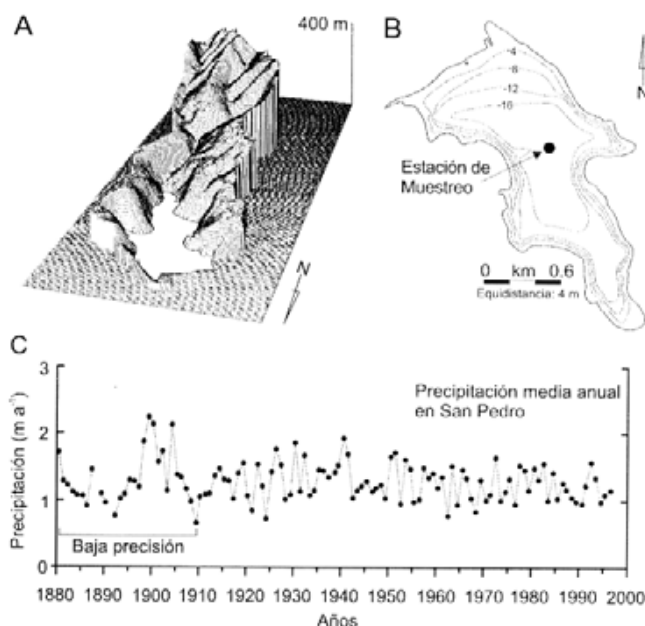 A
400 m
N
B
-4
-8
-12
-16
N
Estación de
Muestreo
0 km 0.6
Equidistancia: 4 m
C
Precipitación (m a⁻¹)
3
2
1
0
Precipitación media anual
en San Pedro
Baja precisión
1880 1890 1900 1910 1920 1930 1940 1950 1960 1970 1980 1990 2000
Años